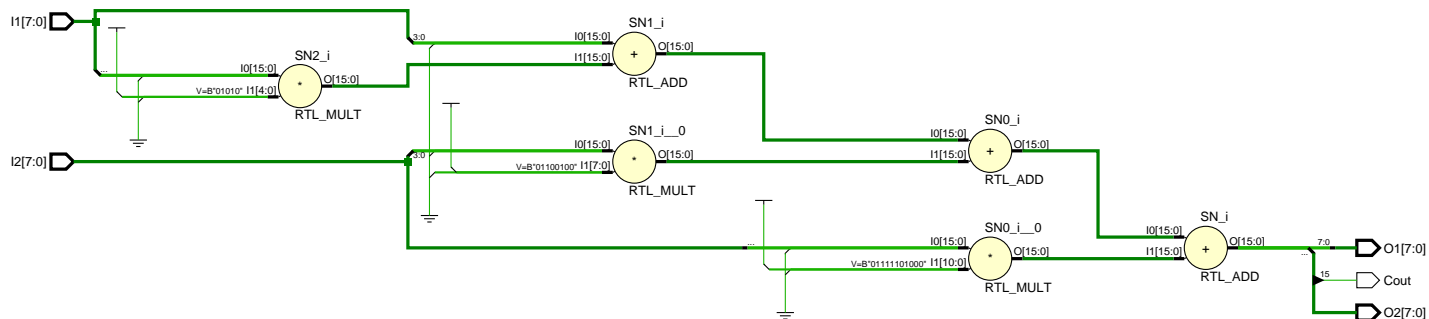 I1[7:0]
SN2_i
...
I0[15:0]
V=B"01010" I1[4:0]
*
O[15:0]
RTL_MULT
SN1_i
3:0
I0[15:0]
I1[15:0]
+
O[15:0]
RTL_ADD
I2[7:0]
SN1_i__0
3:0
I0[15:0]
V=B"01100100" I1[7:0]
*
O[15:0]
RTL_MULT
SN0_i
I0[15:0]
I1[15:0]
+
O[15:0]
RTL_ADD
SN0_i__0
...
I0[15:0]
V=B"01111101000" I1[10:0]
*
O[15:0]
RTL_MULT
SN_i
I0[15:0]
I1[15:0]
+
O[15:0]
RTL_ADD
7:0
...
O1[7:0]
15
Cout
O2[7:0]